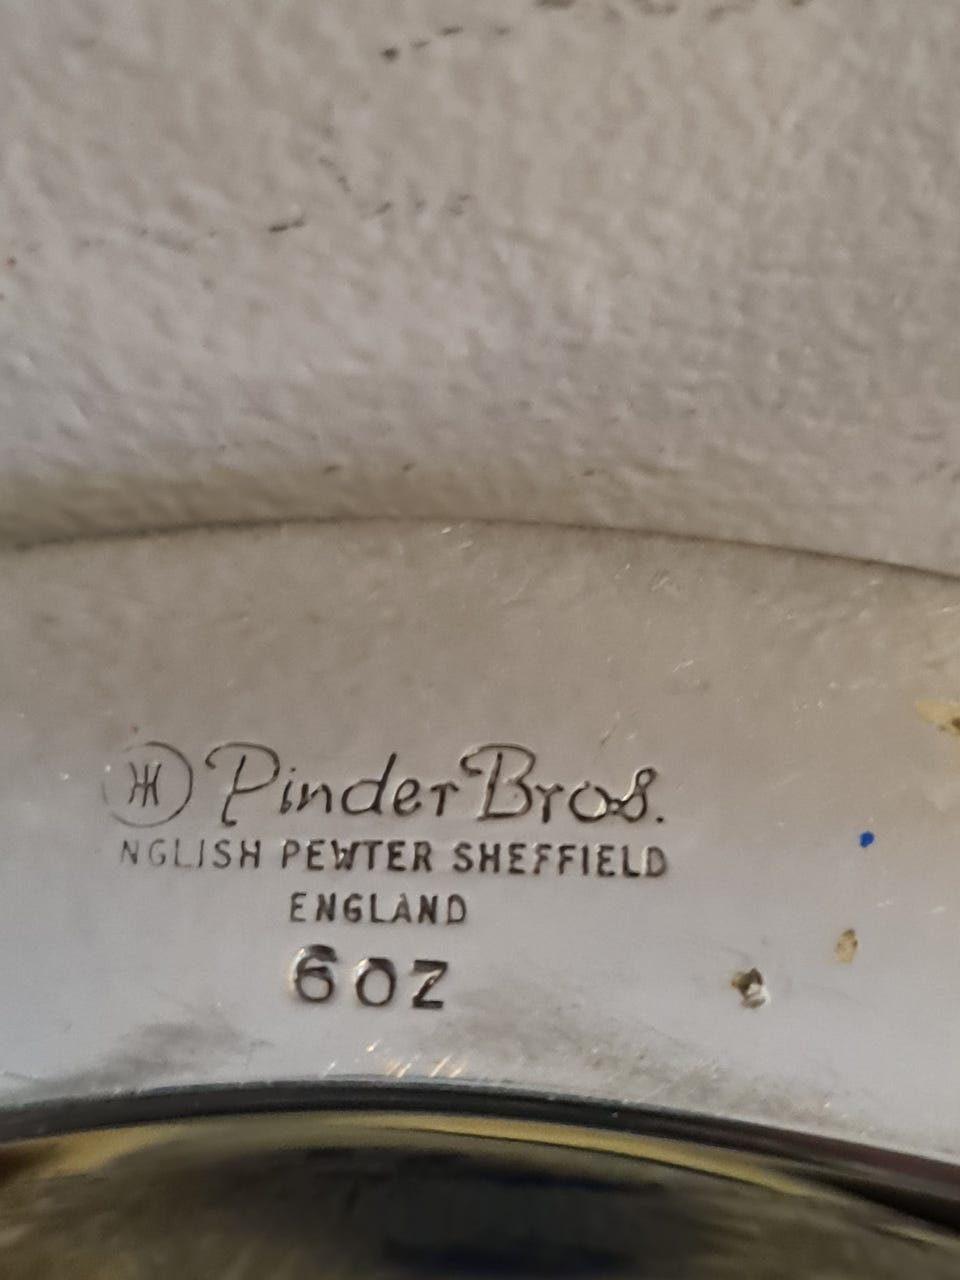 Pinder Bros.
NGLISH PEWTER SHEFFIELD
ENGLAND
6OZ